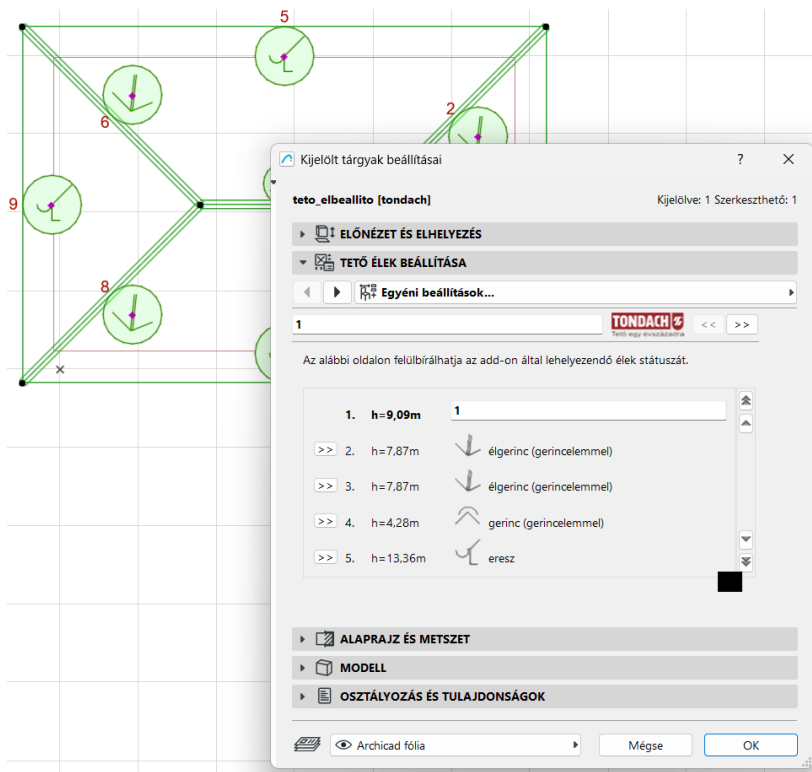 5
6
2
9
8
Kijelölt tárgyak beállításai
?
teto_elbeallito [tondach]
Kijelölve: 1 Szerkeszthető: 1
ELŐNÉZET ÉS ELHELYEZÉS
TETŐ ÉLEK BEÁLLÍTÁSA
Egyéni beállítások...
1
TONDACH
Tető egy évszázadra
<< >>
Az alábbi oldalon felülbírálhatja az add-on által lehelyezendő élek státuszát.
1. h=9,09m 1
>> 2. h=7,87m élgerinc (gerincelemmel)
>> 3. h=7,87m élgerinc (gerincelemmel)
>> 4. h=4,28m gerinc (gerincelemmel)
>> 5. h=13,36m eresz
ALAPRAJZ ÉS METSZET
MODELL
OSZTÁLYOZÁS ÉS TULAJDONSÁGOK
Archicad fólia
Mégse
OK